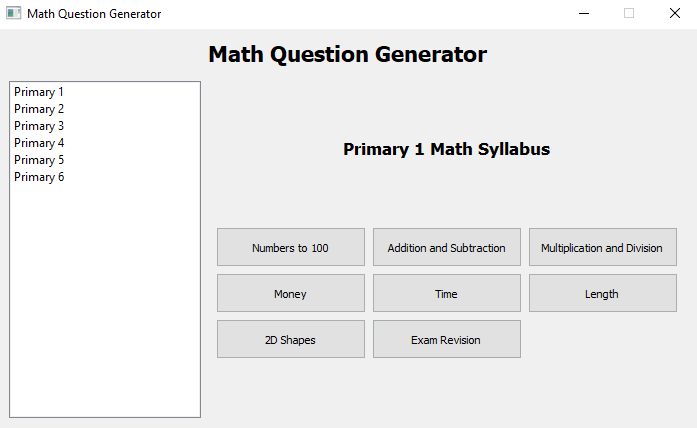 Math Question Generator
Math Question Generator
Primary 1
Primary 2
Primary 3
Primary 4
Primary 5
Primary 6
Primary 1 Math Syllabus
Numbers to 100
Addition and Subtraction
Multiplication and Division
Money
Time
Length
2D Shapes
Exam Revision